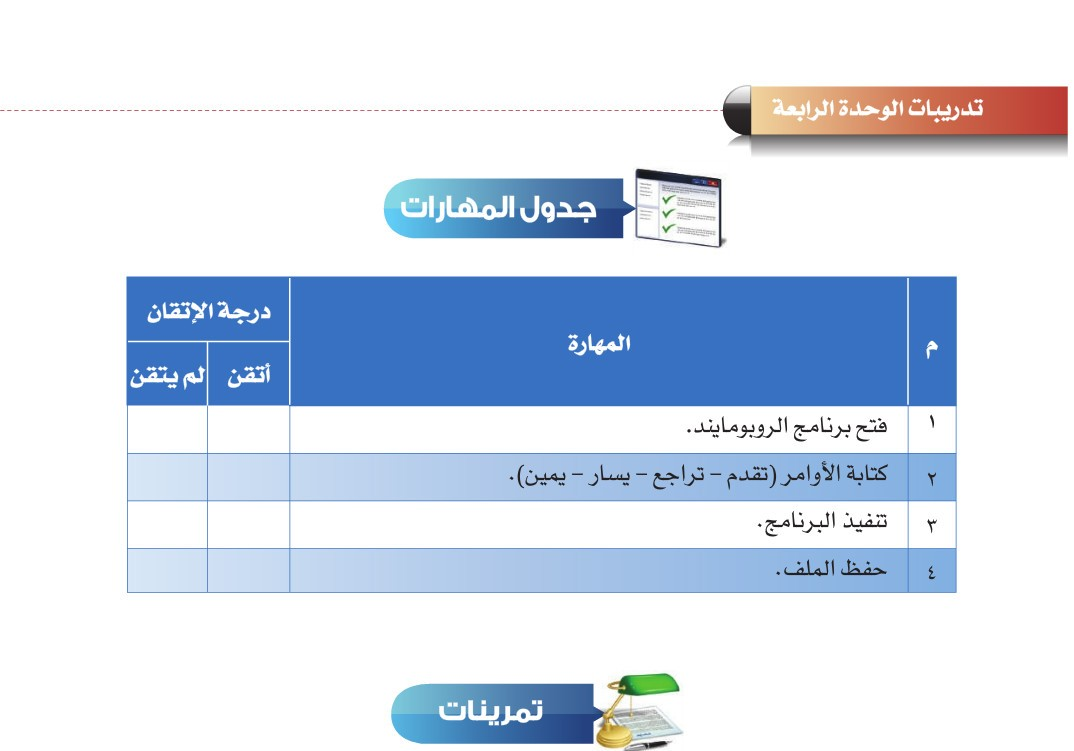 تدريبات الوحدة الرابعة
جدول المهارات
م المهارة درجة الإتقان
أتقن لم يتقن
١ فتح برنامج الروبومايند.
٢ كتابة الأوامر (تقدم – تراجع – يسار – يمين).
٣ تنفيذ البرنامج.
٤ حفظ الملف.
تمرينات